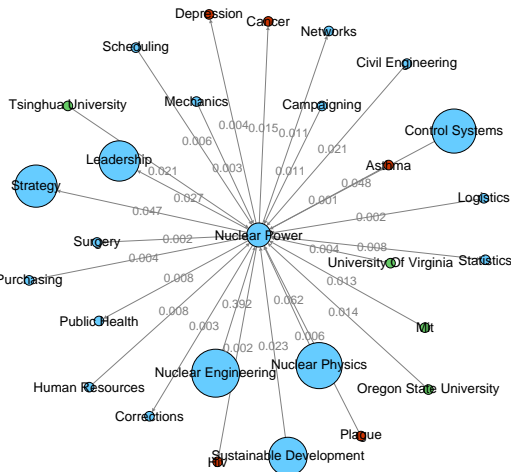 Depression
Cancer
Networks
Scheduling
Civil Engineering
Mechanics
Campaigning
Tsinghua University
Control Systems
0.004
0.015
0.011
0.006
0.021
0.003
0.011
Leadership
Asthma
0.021
0.048
Strategy
0.027
0.001
Logistics
0.047
0.002
Nuclear Power
Surgery
0.002
0.004
0.008
0.004
University Of Virginia
Statistics
Purchasing
0.008
0.013
0.392
0.062
0.008
0.014
Public Health
0.003
0.006
Mit
0.002
0.023
Nuclear Physics
Nuclear Engineering
Human Resources
Oregon State University
Corrections
Plague
Sustainable Development
Hiv